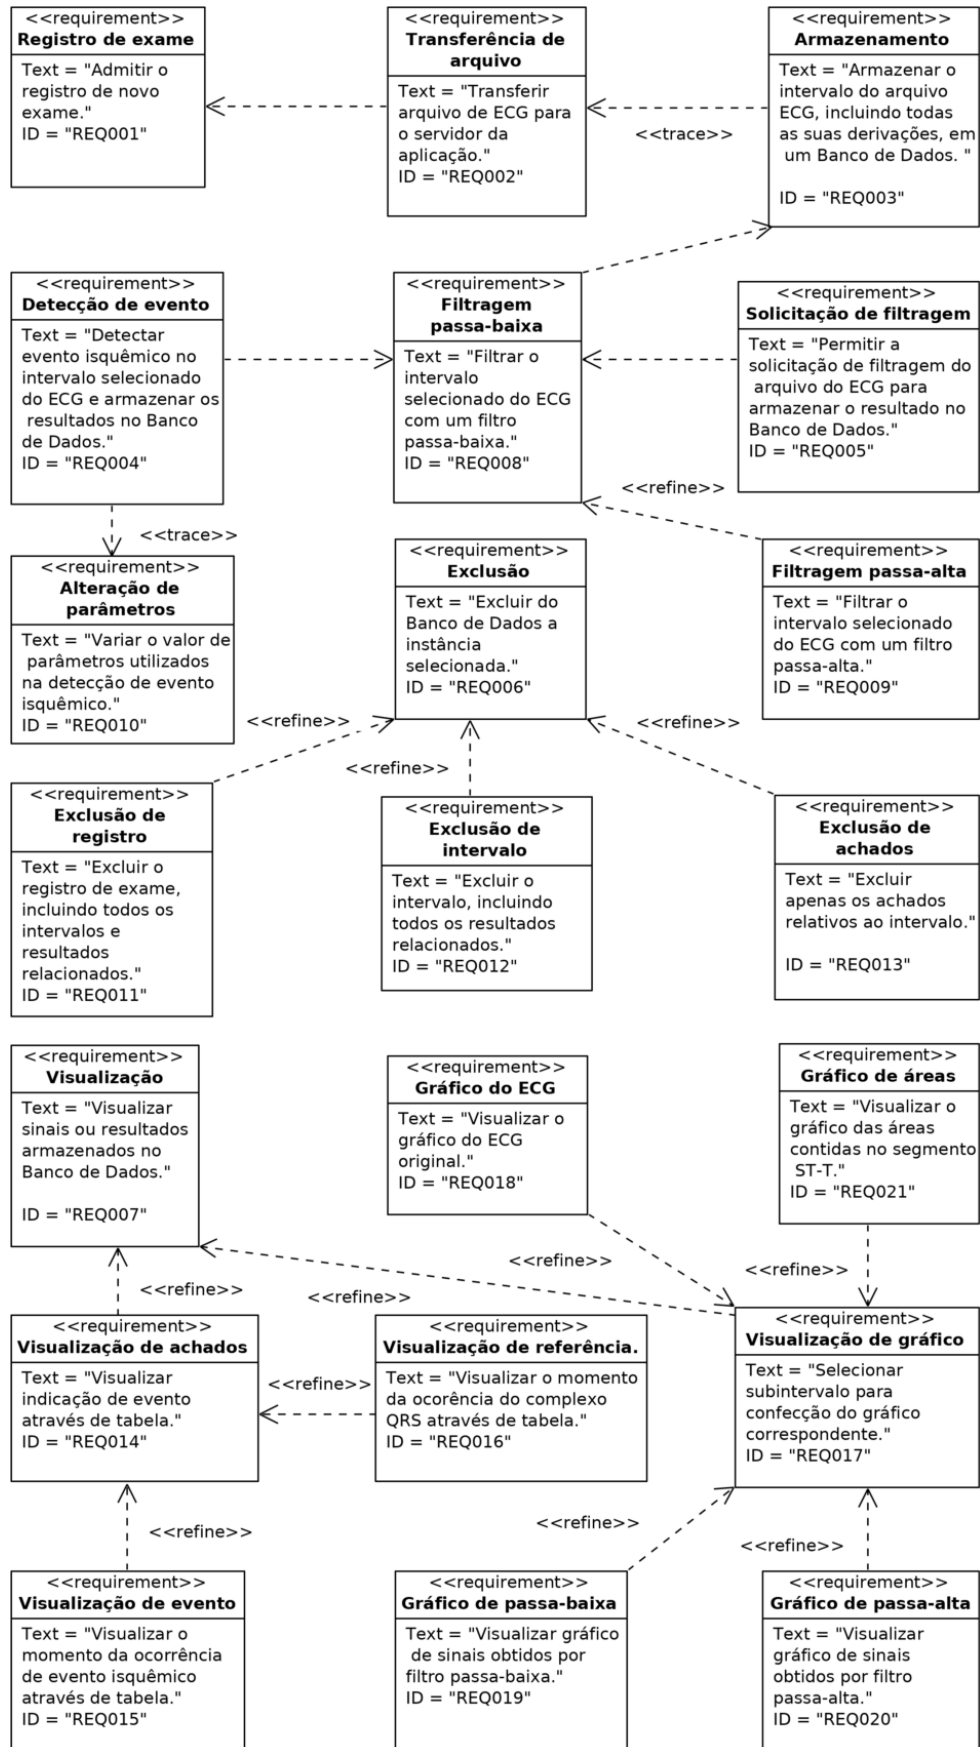 <<requirement>>
Registro de exame
Text = "Admitir o
registro de novo
exame."
ID = "REQ001"
<<requirement>>
Transferência de
arquivo
Text = "Transferir
arquivo de ECG para
o servidor da
aplicação."
ID = "REQ002"
<<trace>>
<<requirement>>
Armazenamento
Text = "Armazenar o
intervalo do arquivo
ECG, incluindo todas
as suas derivações, em
um Banco de Dados. "
ID = "REQ003"
<<requirement>>
Detecção de evento
Text = "Detectar
evento isquêmico no
intervalo selecionado
do ECG e armazenar os
resultados no Banco
de Dados."
ID = "REQ004"
<<requirement>>
Filtragem
passa-baixa
Text = "Filtrar o
intervalo
selecionado do ECG
com um filtro
passa-baixa."
ID = "REQ008"
<<requirement>>
Solicitação de filtragem
Text = "Permitir a
solicitação de filtragem do
arquivo do ECG para
armazenar o resultado no
Banco de Dados."
ID = "REQ005"
<<refine>>
<<trace>>
<<requirement>>
Alteração de
parâmetros
Text = "Variar o valor de
parâmetros utilizados
na detecção de evento
isquêmico."
ID = "REQ010"
<<requirement>>
Exclusão
Text = "Excluir do
Banco de Dados a
instância
selecionada."
ID = "REQ006"
<<requirement>>
Filtragem passa-alta
Text = "Filtrar o
intervalo selecionado
do ECG com um filtro
passa-alta."
ID = "REQ009"
<<refine>>
<<refine>>
<<refine>>
<<requirement>>
Exclusão de
registro
Text = "Excluir o
registro de exame,
incluindo todos os
intervalos e
resultados
relacionados."
ID = "REQ011"
<<requirement>>
Exclusão de
intervalo
Text = "Excluir o
intervalo, incluindo
todos os resultados
relacionados."
ID = "REQ012"
<<requirement>>
Exclusão de
achados
Text = "Excluir
apenas os achados
relativos ao intervalo."
ID = "REQ013"
<<requirement>>
Visualização
Text = "Visualizar
sinais ou resultados
armazenados no
Banco de Dados."
ID = "REQ007"
<<requirement>>
Gráfico do ECG
Text = "Visualizar o
gráfico do ECG
original."
ID = "REQ018"
<<requirement>>
Gráfico de áreas
Text = "Visualizar o
gráfico das áreas
contidas no segmento
ST-T."
ID = "REQ021"
<<refine>>
<<refine>>
<<refine>>
<<refine>>
<<requirement>>
Visualização de achados
Text = "Visualizar
indicação de evento
através de tabela."
ID = "REQ014"
<<refine>>
<<requirement>>
Visualização de referência.
Text = "Visualizar o momento
da ocorência do complexo
QRS através de tabela."
ID = "REQ016"
<<requirement>>
Visualização de gráfico
Text = "Selecionar
subintervalo para
confecção do gráfico
correspondente."
ID = "REQ017"
<<refine>>
<<refine>>
<<refine>>
<<requirement>>
Visualização de evento
Text = "Visualizar o
momento da ocorrência
de evento isquêmico
através de tabela."
ID = "REQ015"
<<requirement>>
Gráfico de passa-baixa
Text = "Visualizar gráfico
de sinais obtidos por
filtro passa-baixa."
ID = "REQ019"
<<requirement>>
Gráfico de passa-alta
Text = "Visualizar
gráfico de sinais
obtidos por filtro
passa-alta."
ID = "REQ020"